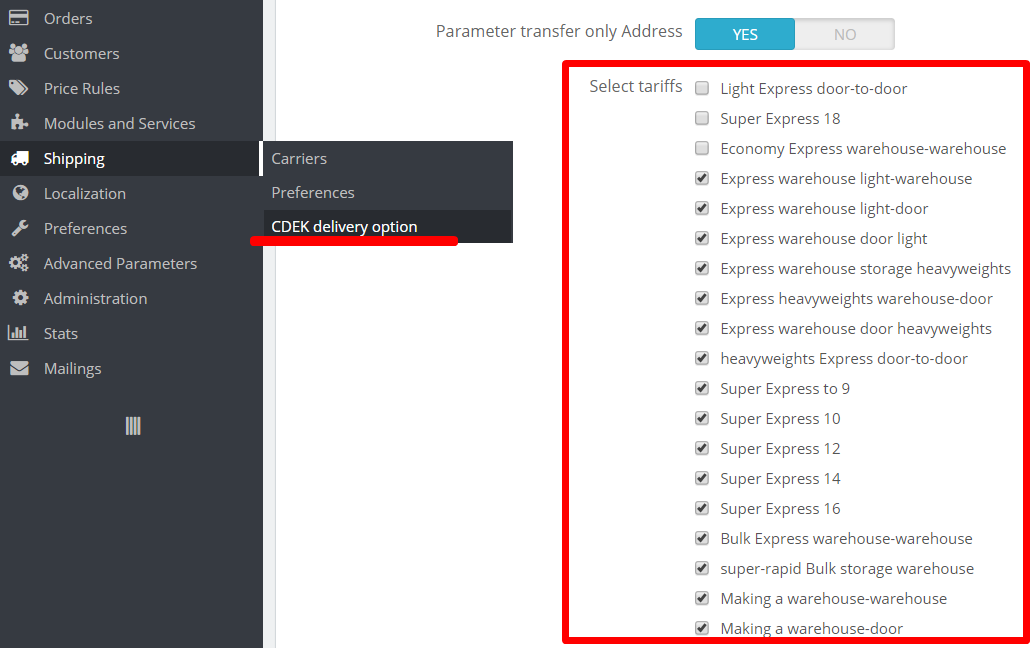 Orders
Customers
Price Rules
Modules and Services
Shipping
Localization
Preferences
Advanced Parameters
Administration
Stats
Mailings
Carriers
Preferences
CDEK delivery option
Parameter transfer only Address YES NO
Select tariffs
Light Express door-to-door
Super Express 18
Economy Express warehouse-warehouse
Express warehouse light-warehouse
Express warehouse light-door
Express warehouse door light
Express warehouse storage heavyweights
Express heavyweights warehouse-door
Express warehouse door heavyweights
heavyweights Express door-to-door
Super Express to 9
Super Express 10
Super Express 12
Super Express 14
Super Express 16
Bulk Express warehouse-warehouse
super-rapid Bulk storage warehouse
Making a warehouse-warehouse
Making a warehouse-door